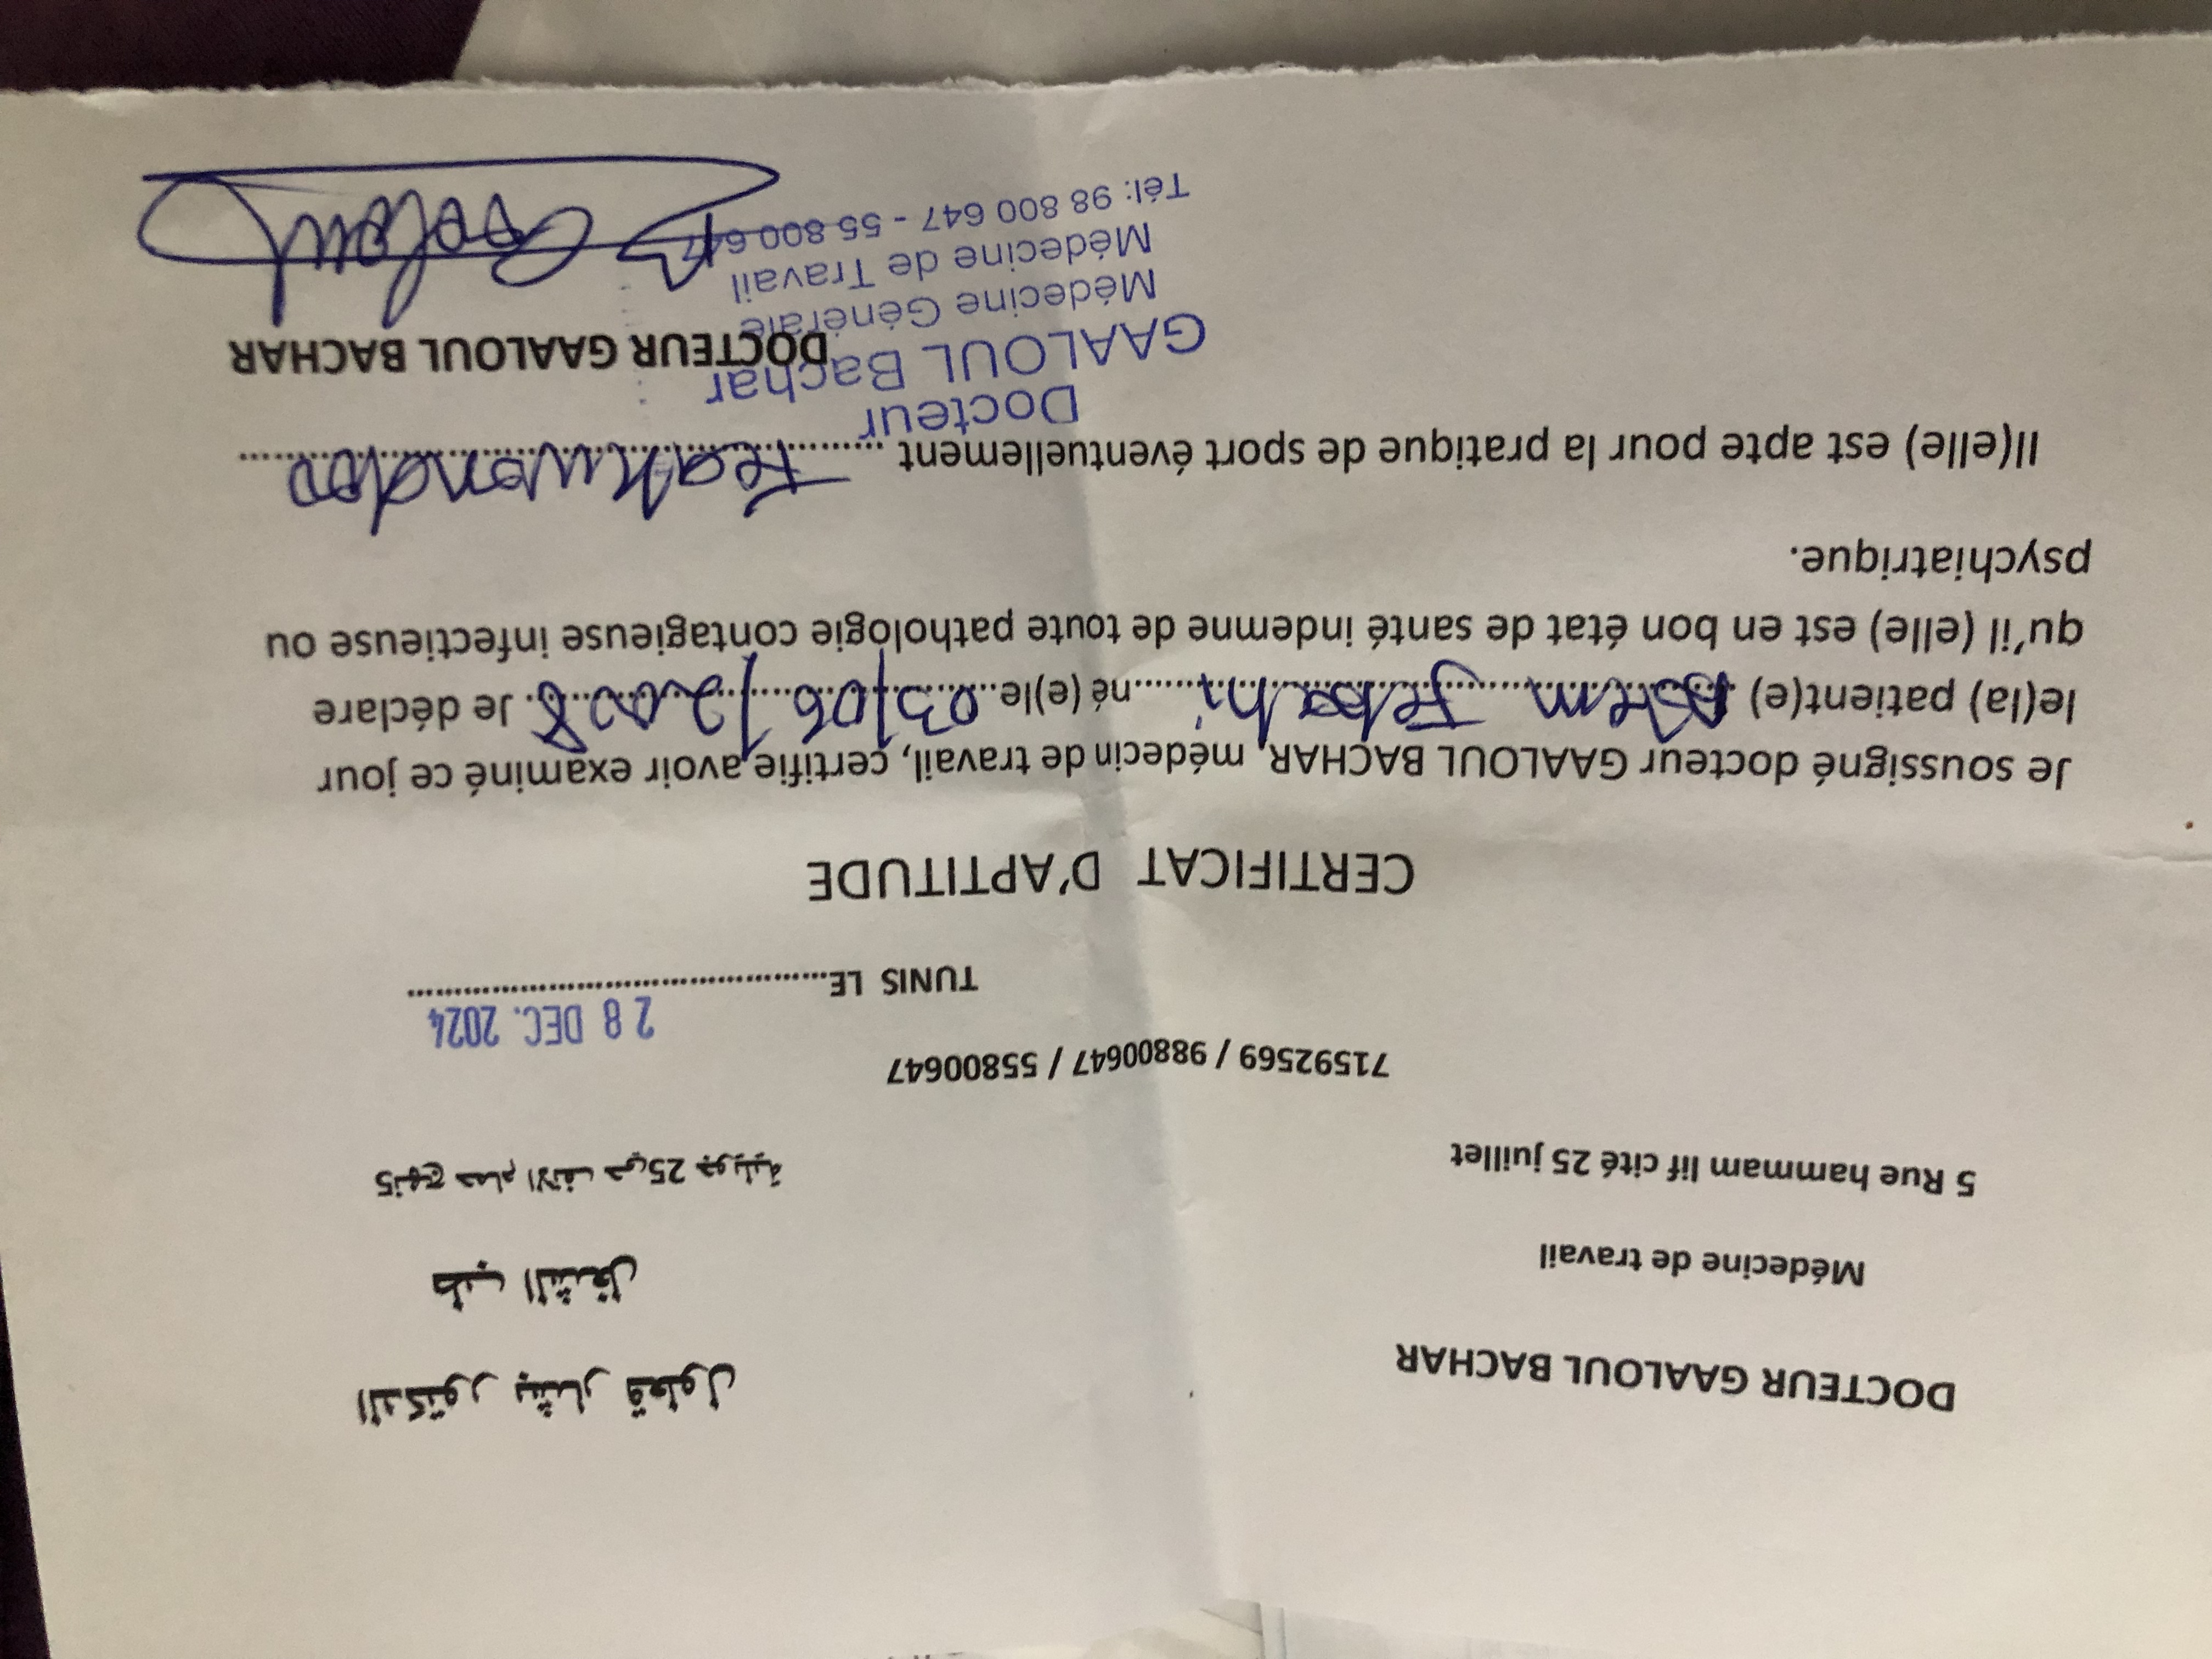 DOCTEUR GAALOUL BACHAR
الدكتور بشار قعلول
Médecine de travail
طب الشغل
5 Rue hammam lif cité 25 juillet
5نهج حمام الانف حي25 جويلية
71592569 / 98800647 / 55800647
28 DEC. 2024
TUNIS LE
CERTIFICAT D'APTITUDE
Je soussigné docteur GAALOUL BACHAR, médecin de travail, certifie avoir examiné ce jour
le(la) patient(e) né (e)le 03/06/2008. Je déclare
qu'il (elle) est en bon état de santé indemne de toute pathologie contagieuse infectieuse ou
psychiatrique.
Il(elle) est apte pour la pratique de sport éventuellement
Docteur
GAALOUL Bachar
DOCTEUR GAALOUL BACHAR
Médecine Générale
Médecine de Travail
Tél: 98 800 647 - 55 800 647